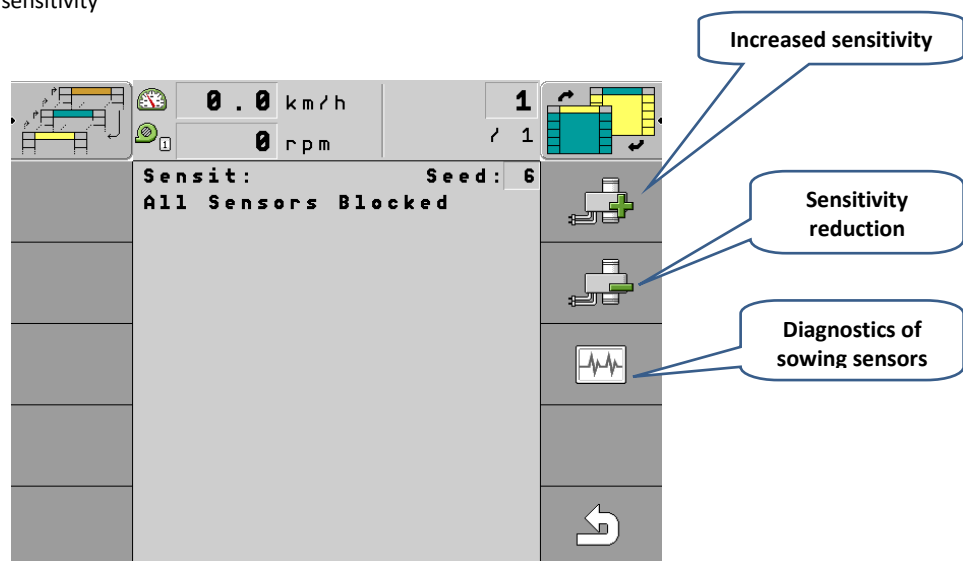 sensitivity
Increased sensitivity
0.0 km/h 1
1 0 rpm / 1
Sensit: Seed: 6
All Sensors Blocked
Sensitivity
reduction
Diagnostics of
sowing sensors